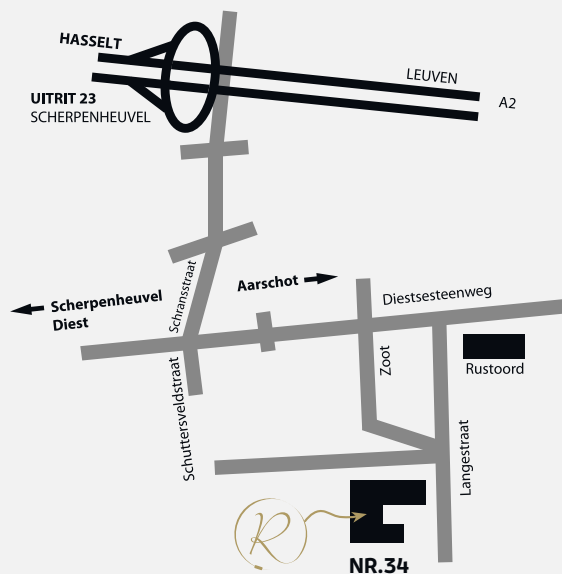 HASSELT
LEUVEN
A2
UITRIT 23
SCHERPENHEUVEL
Schransstraat
Aarschot
Scherpenheuvel
Diest
Diestsesteenweg
Schuttersveldstraat
Zoot
Rustoord
Langestraat
R
NR.34